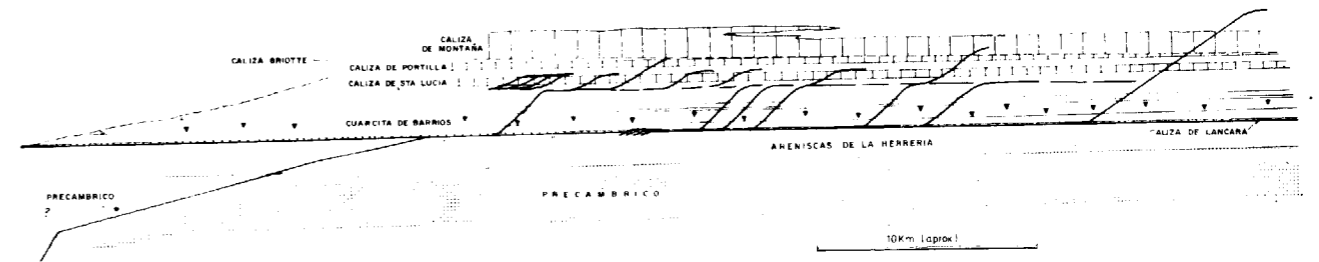 CALIZA
DE MONTAÑA
CALIZA GRIOTTE
CALIZA DE PORTILLA
CALIZA DE STA LUCIA
CUARCITA DE BARRIOS
ALIZA DE LANCARA
ARENISCAS DE LA HERRERIA
PRECAMBRICO
?
PRECAMBRICO
10Km (aprox)